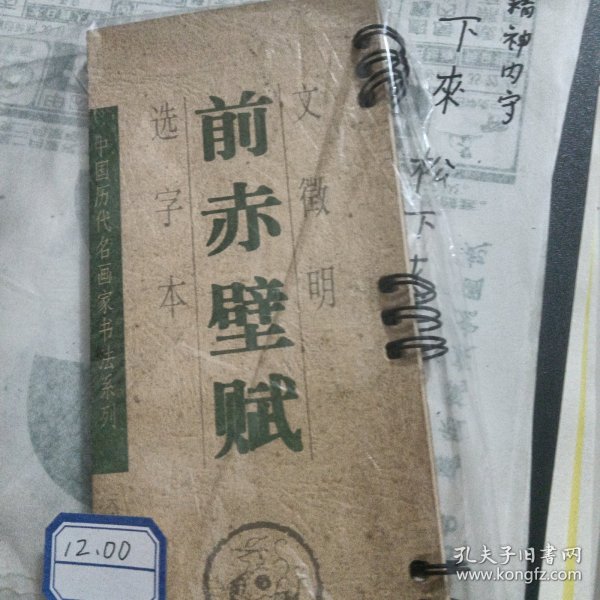 文徵明
前赤壁赋
选字本
中国历代名画家书法系列
12.00
精神内守
下來松下
孔夫子旧书网
www.kongfz.com